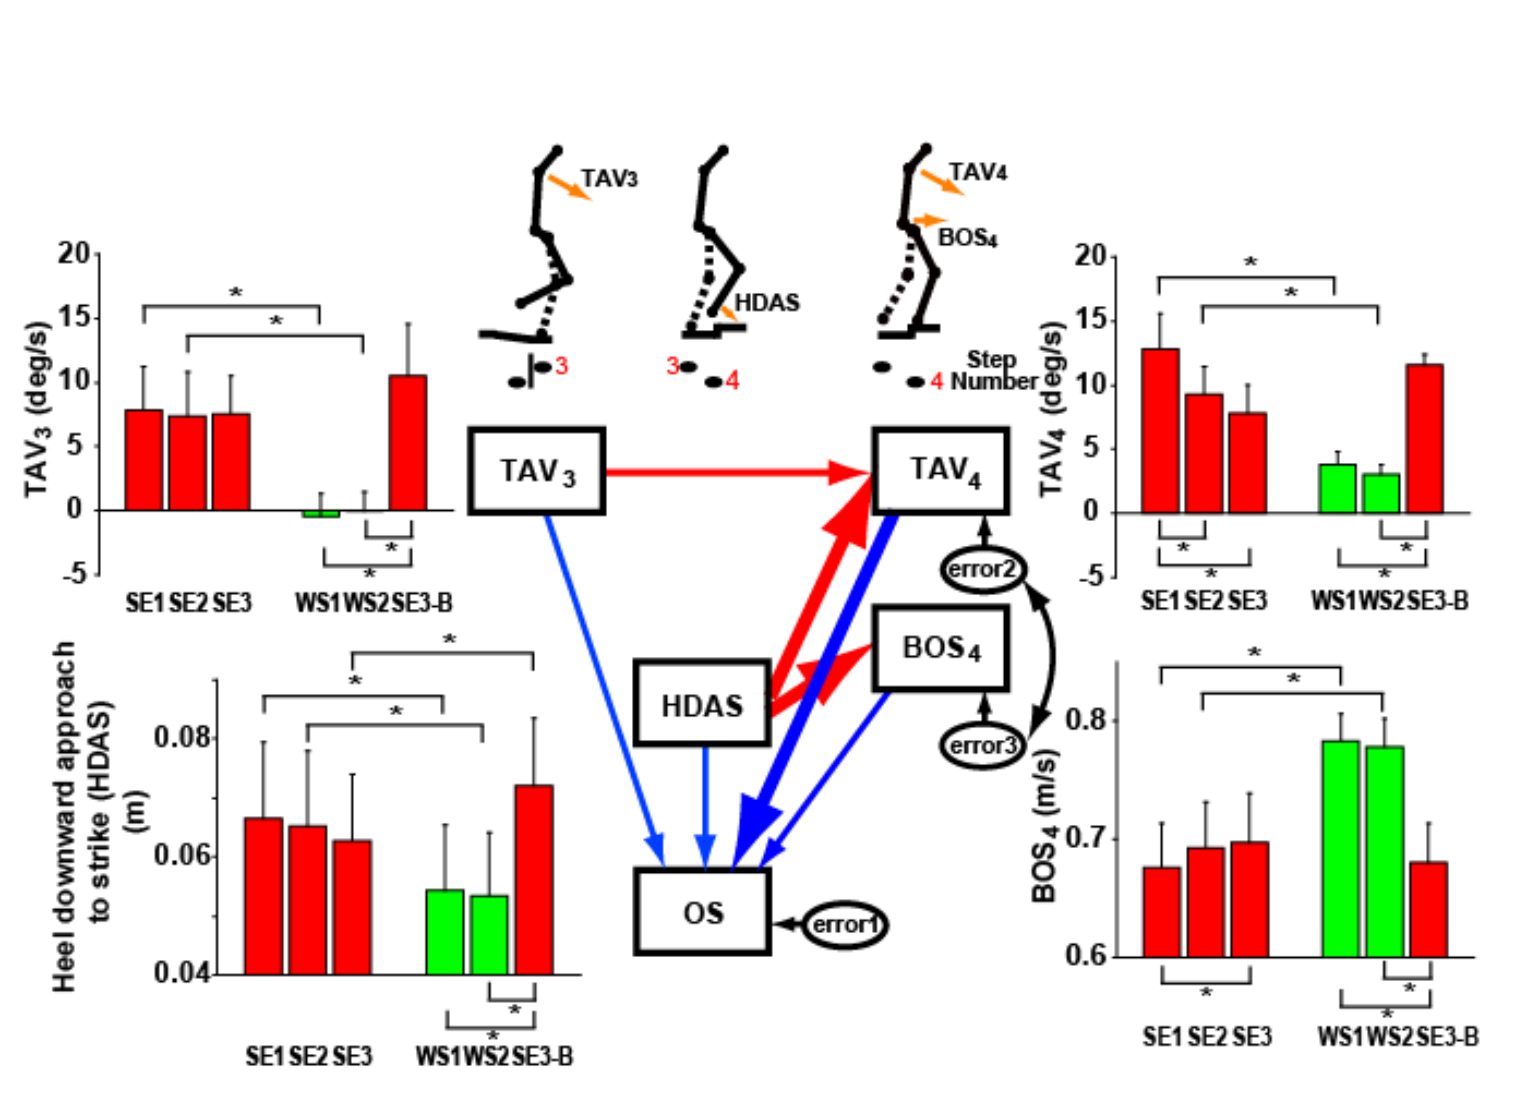 TAV3
HDAS
TAV4
BOS4
3
3
4
4
Step
Number
TAV3 (deg/s)
20
15
10
5
0
-5
*
*
*
*
SE1 SE2 SE3 WS1 WS2 SE3-B
TAV4 (deg/s)
20
15
10
5
0
-5
*
*
*
*
*
*
SE1 SE2 SE3 WS1 WS2 SE3-B
TAV3
TAV4
error2
BOS4
HDAS
error3
OS
error1
Heel downward approach
to strike (HDAS)
(m)
0.08
0.06
0.04
*
*
*
*
*
SE1 SE2 SE3 WS1 WS2 SE3-B
BOS4 (m/s)
0.8
0.7
0.6
*
*
*
*
*
SE1 SE2 SE3 WS1 WS2 SE3-B